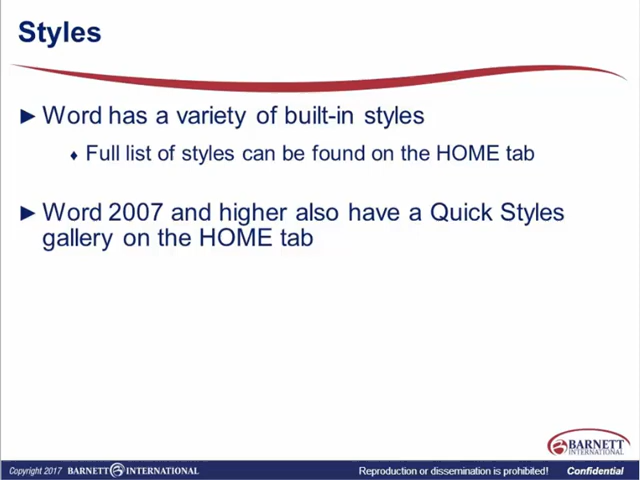 Styles
► Word has a variety of built-in styles
♦ Full list of styles can be found on the HOME tab
► Word 2007 and higher also have a Quick Styles
gallery on the HOME tab
BARNETT
INTERNATIONAL
Copyright 2017 BARNETT INTERNATIONAL Reproduction or dissemination is prohibited! Confidential